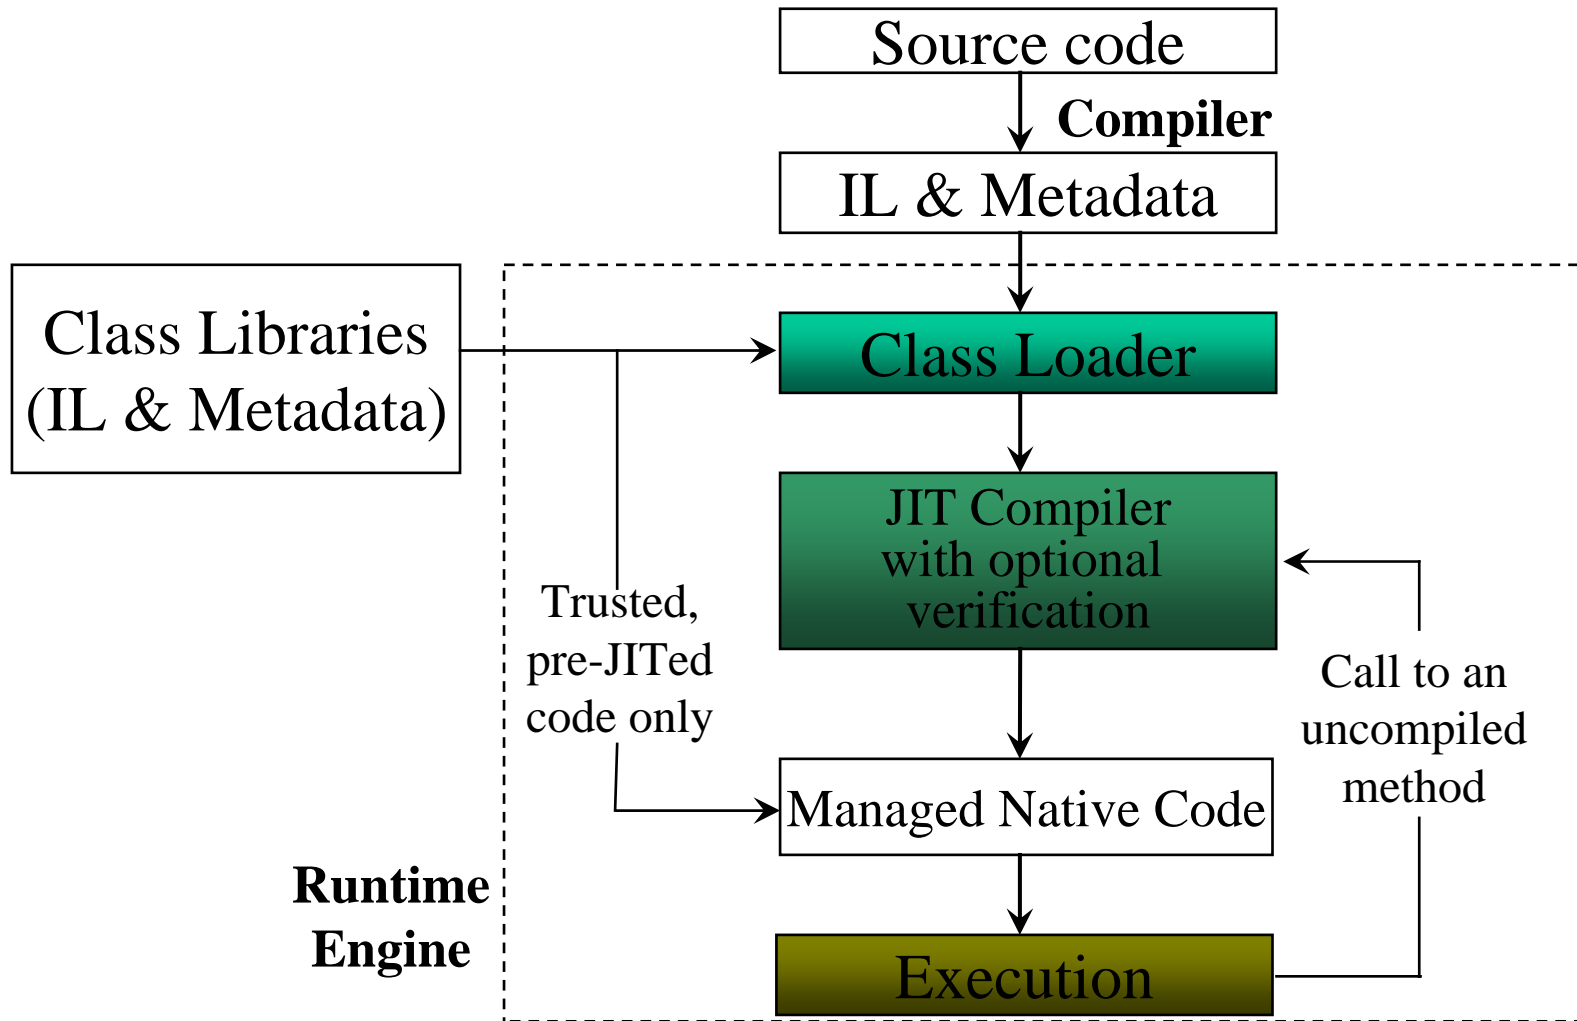 Source code
Compiler
IL & Metadata
Class Libraries
(IL & Metadata)
Class Loader
JIT Compiler
with optional
verification
Trusted,
pre-JITed
code only
Call to an
uncompiled
method
Managed Native Code
Runtime
Engine
Execution